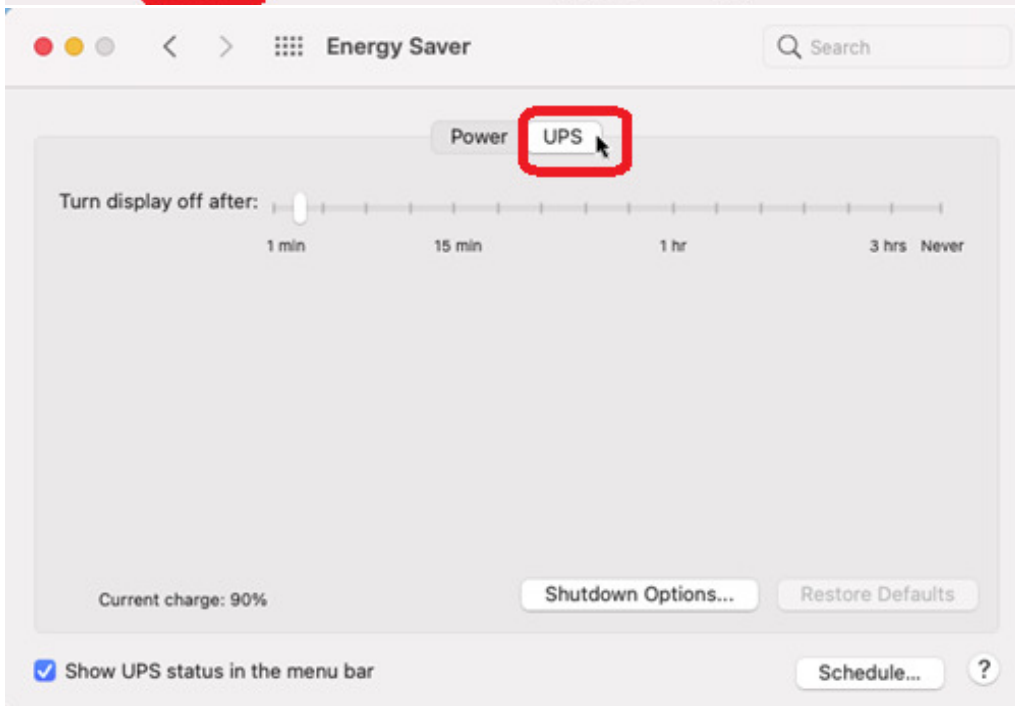 Energy Saver
Search
Power UPS
Turn display off after:
1 min 15 min 1 hr 3 hrs Never
Current charge: 90%
Shutdown Options... Restore Defaults
Show UPS status in the menu bar
Schedule... ?